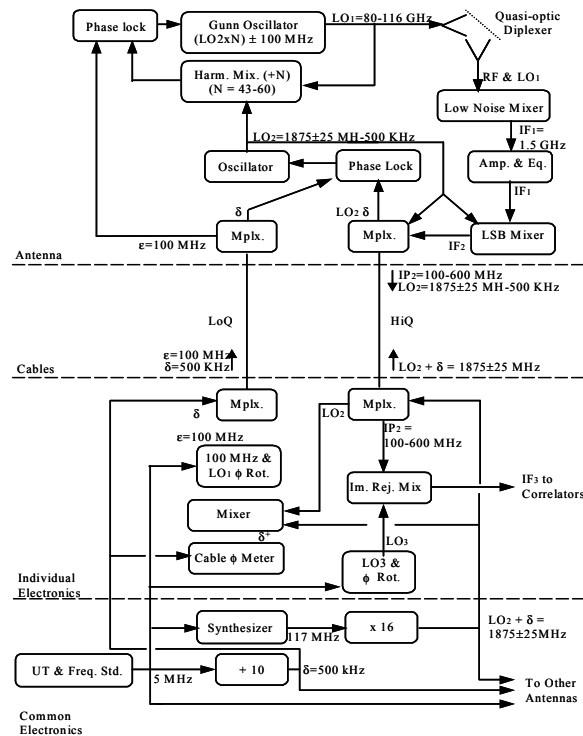 Phase lock
Gunn Oscillator
(LO2xN) ± 100 MHz
LO1=80-116 GHz
Quasi-optic
Diplexer
Harm. Mix. (+N)
(N = 43-60)
RF & LO1
Low Noise Mixer
IF1=
1.5 GHz
LO2=1875±25 MH-500 KHz
Oscillator
Phase Lock
Amp. & Eq.
IF1
δ
LO2 δ
ε=100 MHz
Mplx.
Mplx.
IF2
LSB Mixer
Antenna
IP2=100-600 MHz
LO2=1875±25 MH-500 KHz
LoQ
HiQ
ε=100 MHz
δ=500 KHz
LO2 + δ = 1875±25 MHz
Cables
Mplx.
Mplx.
δ
LO2
ε=100 MHz
IP2 =
100-600 MHz
100 MHz &
LO1 ϕ Rot.
Im. Rej. Mix
IF3 to
Correlators
Mixer
δ+
LO3
Cable ϕ Meter
LO3 &
ϕ Rot.
Individual
Electronics
Synthesizer
117 MHz
x 16
LO2 + δ =
1875±25MHz
UT & Freq. Std.
5 MHz
+ 10
δ=500 kHz
To Other
Antennas
Common
Electronics